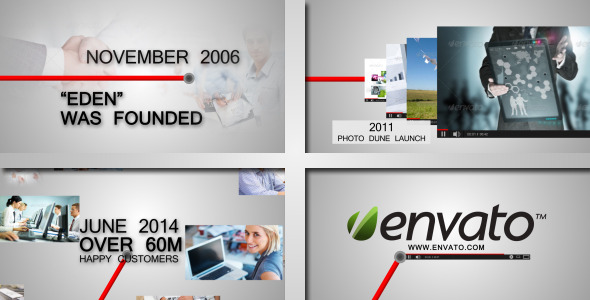 NOVEMBER 2006
“EDEN”
WAS FOUNDED
2011
PHOTO DUNE LAUNCH
JUNE 2014
OVER 60M
HAPPY CUSTOMERS
envato™
WWW.ENVATO.COM